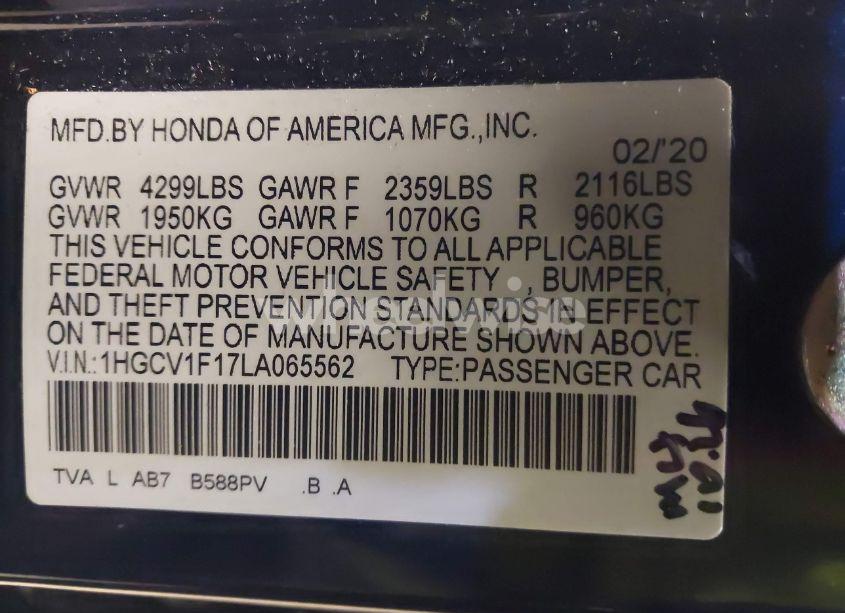 MFD.BY HONDA OF AMERICA MFG.,INC.
02/'20
GVWR 4299LBS GAWR F 2359LBS R 2116LBS
GVWR 1950KG GAWR F 1070KG R 960KG
THIS VEHICLE CONFORMS TO ALL APPLICABLE
FEDERAL MOTOR VEHICLE SAFETY , BUMPER,
AND THEFT PREVENTION STANDARDS IN EFFECT
ON THE DATE OF MANUFACTURE SHOWN ABOVE.
V.I.N.:1HGCV1F17LA065562 TYPE:PASSENGER CAR
TVA L AB7 B588PV .B .A